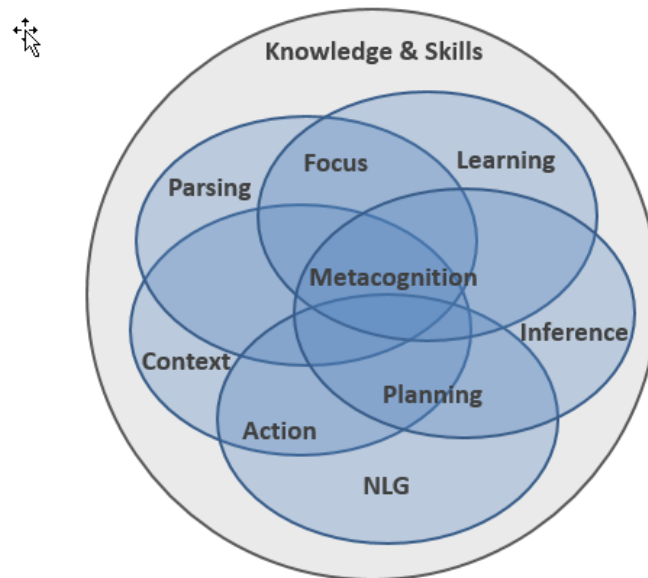 Knowledge & Skills
Focus
Learning
Parsing
Metacognition
Inference
Context
Planning
Action
NLG